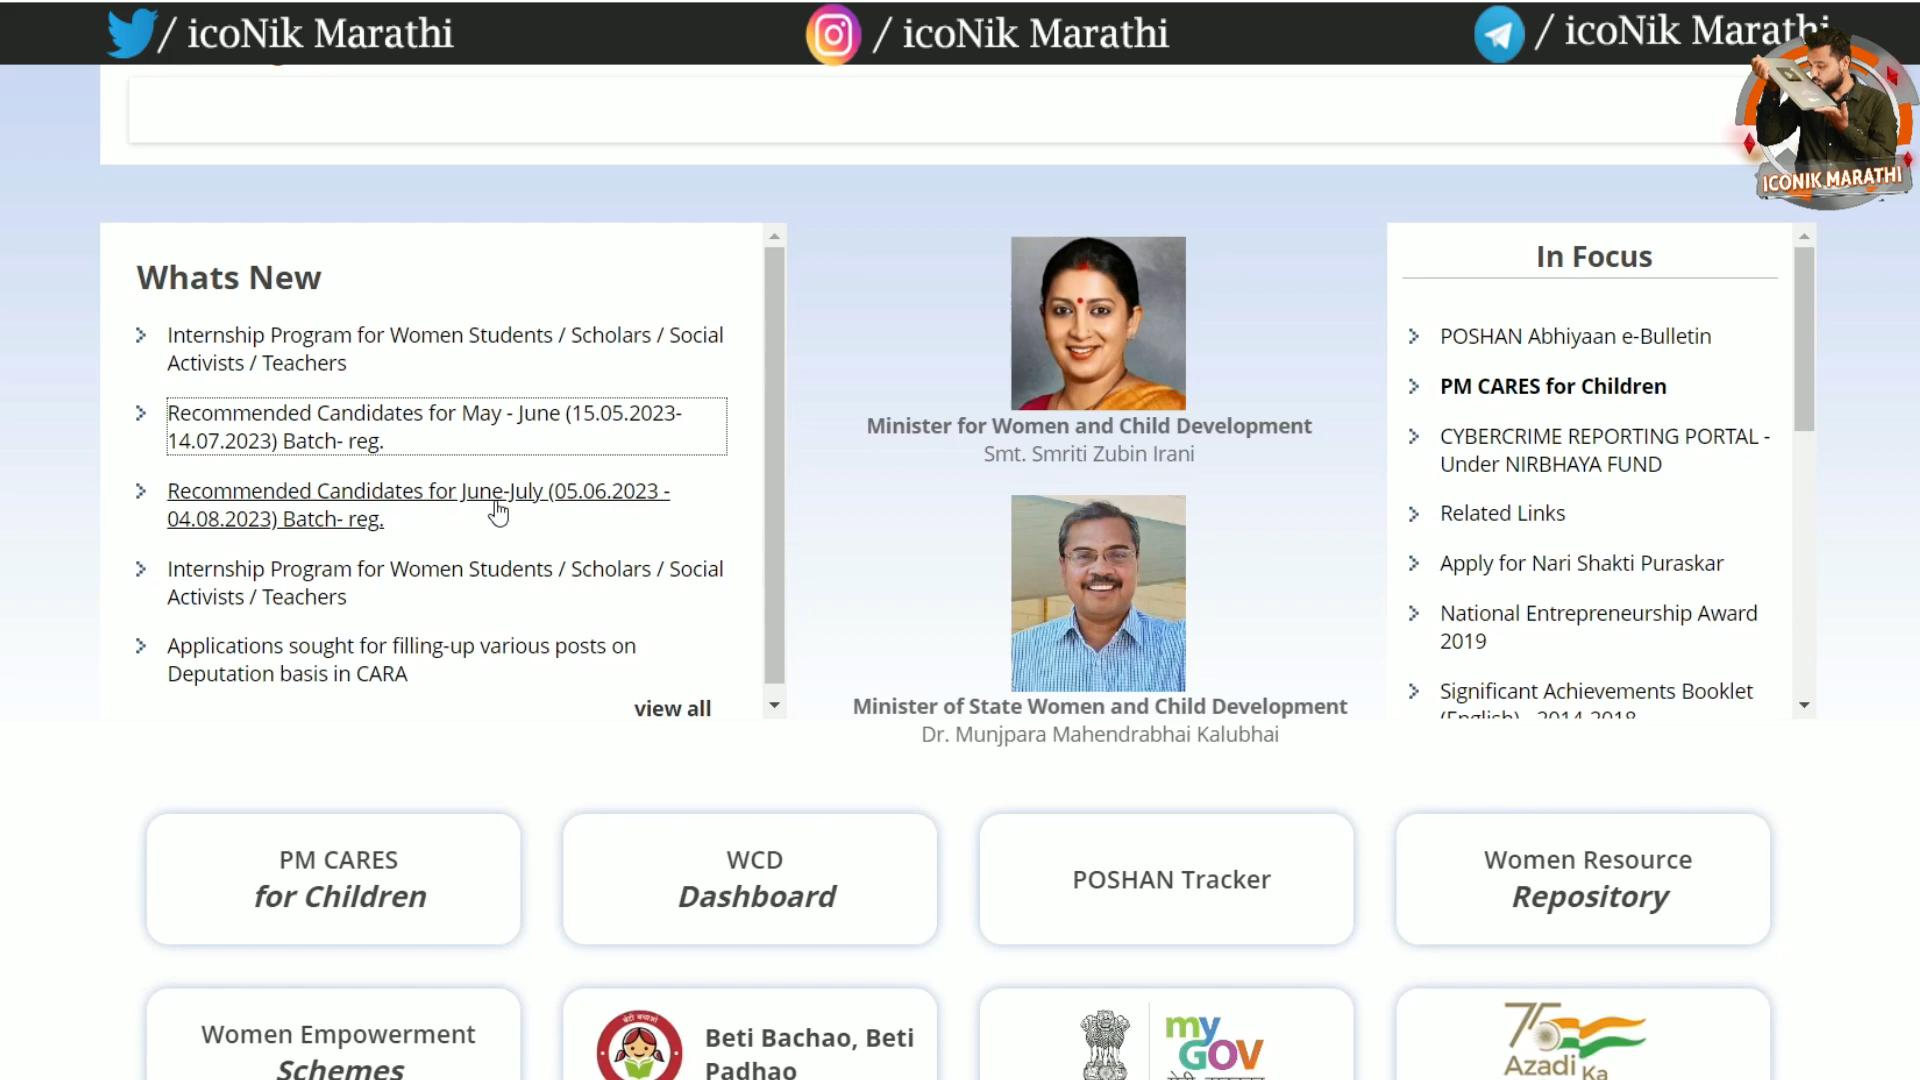 / icoNik Marathi
/ icoNik Marathi
/ icoNik Marathi
ICONIK MARATHI
Whats New
Internship Program for Women Students / Scholars / Social
Activists / Teachers
Recommended Candidates for May - June (15.05.2023-
14.07.2023) Batch- reg.
Recommended Candidates for June-July (05.06.2023 -
04.08.2023) Batch- reg.
Internship Program for Women Students / Scholars / Social
Activists / Teachers
Applications sought for filling-up various posts on
Deputation basis in CARA
view all
Minister for Women and Child Development
Smt. Smriti Zubin Irani
Minister of State Women and Child Development
Dr. Munjpara Mahendrabhai Kalubhai
In Focus
POSHAN Abhiyaan e-Bulletin
PM CARES for Children
CYBERCRIME REPORTING PORTAL -
Under NIRBHAYA FUND
Related Links
Apply for Nari Shakti Puraskar
National Entrepreneurship Award
2019
Significant Achievements Booklet
(English) - 2014-2018
PM CARES
for Children
WCD
Dashboard
POSHAN Tracker
Women Resource
Repository
Women Empowerment
Schemes
Beti Bachao, Beti
Padhao
my
GOV
75
Azadi Ka